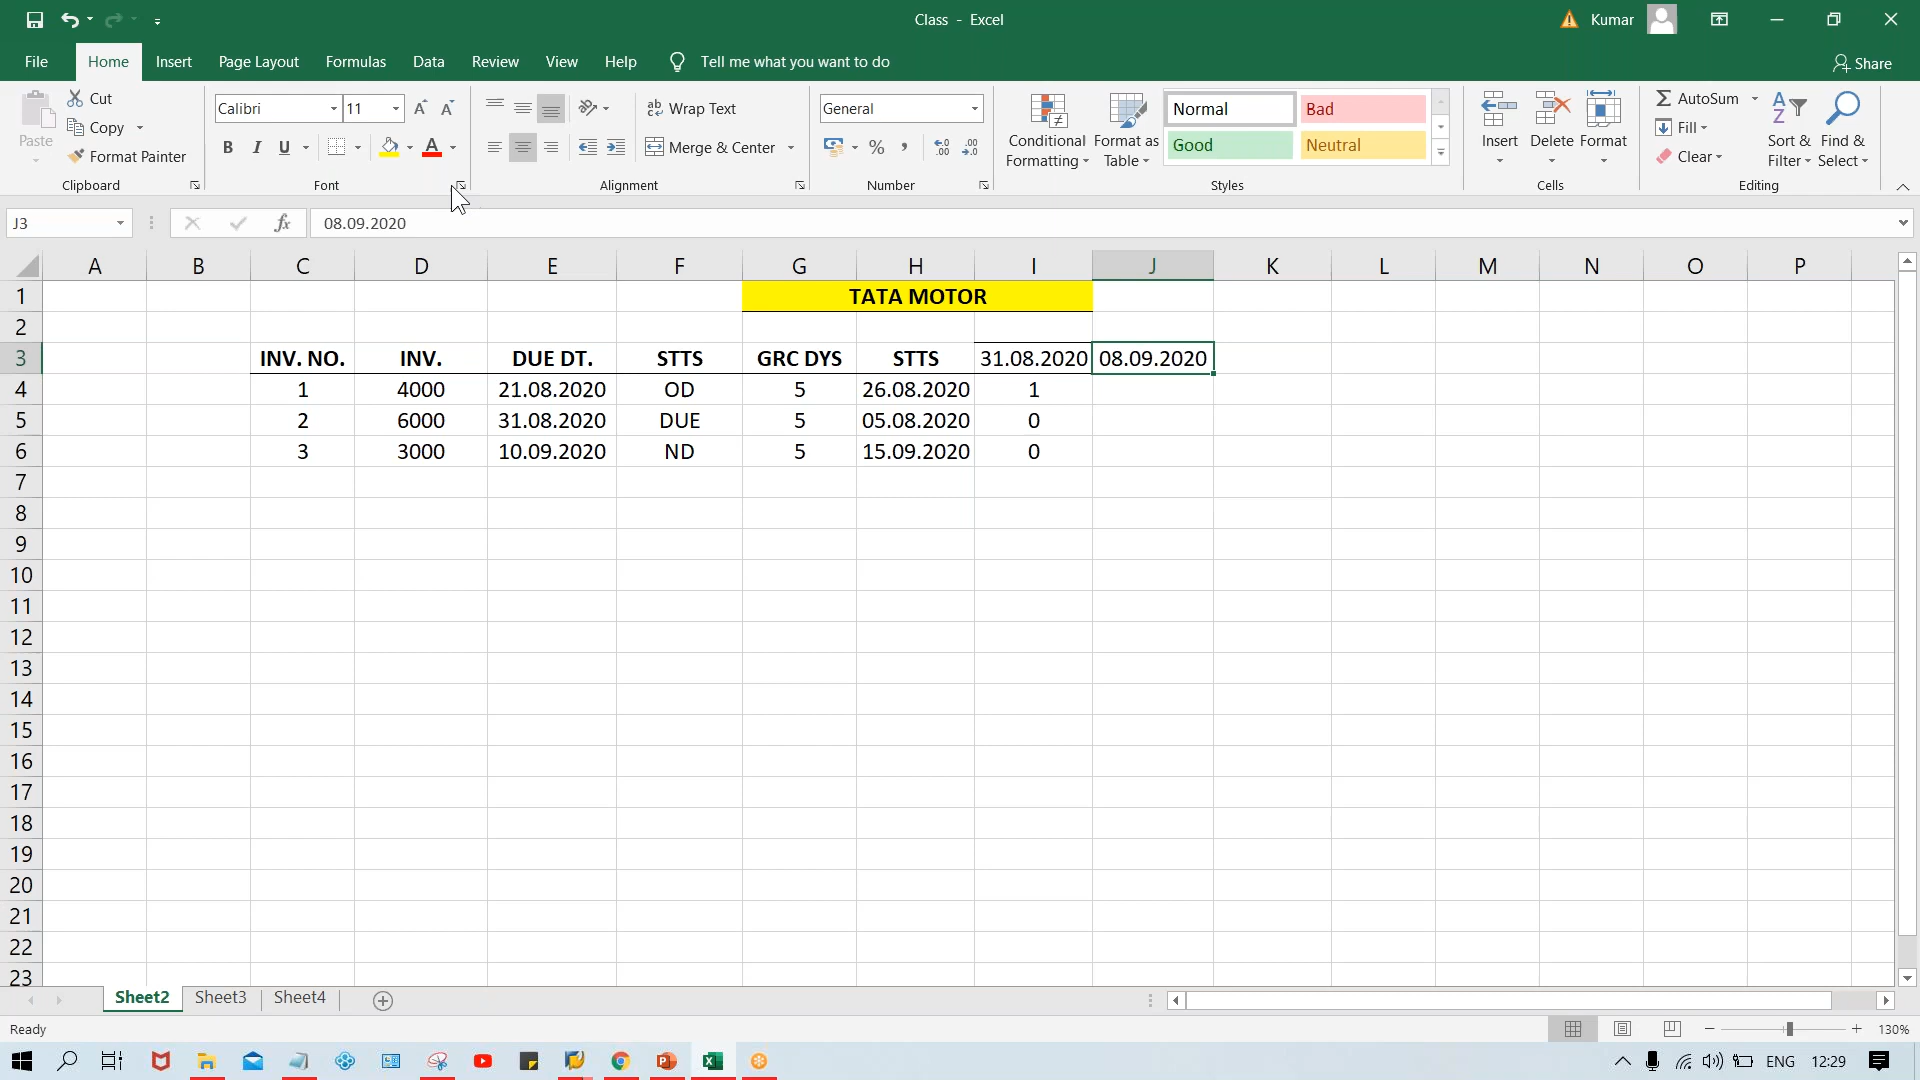 Class - Excel
Kumar
File Home Insert Page Layout Formulas Data Review View Help Tell me what you want to do
Share
Paste
Cut
Copy
Format Painter
Clipboard
Calibri 11
B I U
Font
Wrap Text
Merge & Center
Alignment
General
Number
Conditional Formatting
Format as Table
Normal Bad
Good Neutral
Styles
Insert Delete Format
Cells
AutoSum
Fill
Clear
Sort & Filter
Find & Select
Editing
J3 fx 08.09.2020
A B C D E F G H I J K L M N O P
1 TATA MOTOR
2
3 INV. NO. INV. DUE DT. STTS GRC DYS STTS 31.08.2020 08.09.2020
4 1 4000 21.08.2020 OD 5 26.08.2020 1
5 2 6000 31.08.2020 DUE 5 05.08.2020 0
6 3 3000 10.09.2020 ND 5 15.09.2020 0
7
8
9
10
11
12
13
14
15
16
17
18
19
20
21
22
23
Sheet2 Sheet3 Sheet4
Ready
130%
ENG 12:29